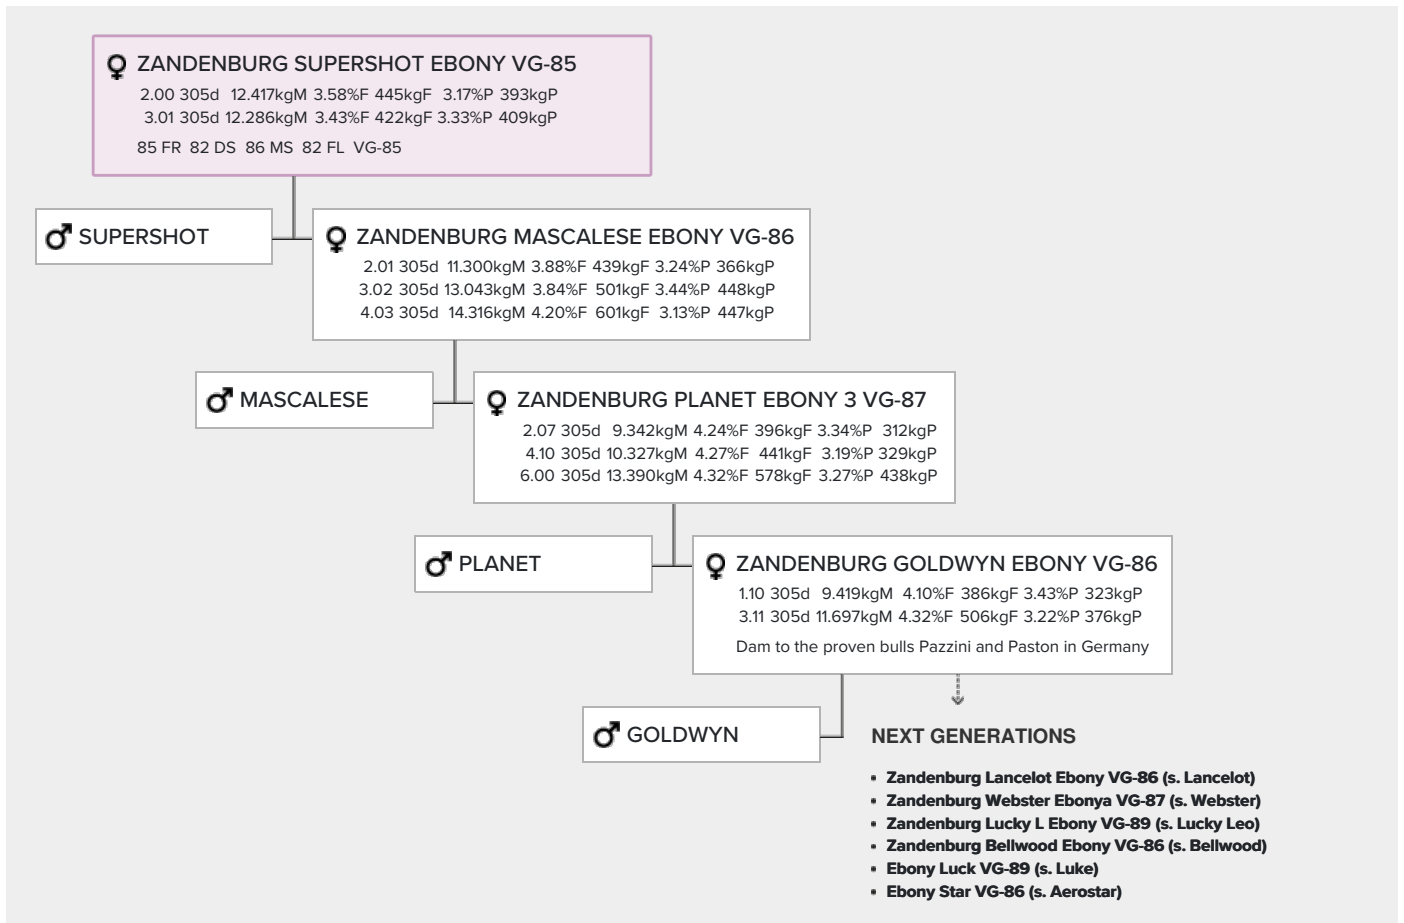 ZANDENBURG SUPERSHOT EBONY VG-85
2.00 305d 12.417kgM 3.58%F 445kgF 3.17%P 393kgP
3.01 305d 12.286kgM 3.43%F 422kgF 3.33%P 409kgP
85 FR 82 DS 86 MS 82 FL VG-85
SUPERSHOT
ZANDENBURG MASCALESE EBONY VG-86
2.01 305d 11.300kgM 3.88%F 439kgF 3.24%P 366kgP
3.02 305d 13.043kgM 3.84%F 501kgF 3.44%P 448kgP
4.03 305d 14.316kgM 4.20%F 601kgF 3.13%P 447kgP
MASCALESE
ZANDENBURG PLANET EBONY 3 VG-87
2.07 305d 9.342kgM 4.24%F 396kgF 3.34%P 312kgP
4.10 305d 10.327kgM 4.27%F 441kgF 3.19%P 329kgP
6.00 305d 13.390kgM 4.32%F 578kgF 3.27%P 438kgP
PLANET
ZANDENBURG GOLDWYN EBONY VG-86
1.10 305d 9.419kgM 4.10%F 386kgF 3.43%P 323kgP
3.11 305d 11.697kgM 4.32%F 506kgF 3.22%P 376kgP
Dam to the proven bulls Pazzini and Paston in Germany
GOLDWYN
NEXT GENERATIONS
• Zandenburg Lancelot Ebony VG-86 (s. Lancelot)
• Zandenburg Webster Ebonya VG-87 (s. Webster)
• Zandenburg Lucky L Ebony VG-89 (s. Lucky Leo)
• Zandenburg Bellwood Ebony VG-86 (s. Bellwood)
• Ebony Luck VG-89 (s. Luke)
• Ebony Star VG-86 (s. Aerostar)